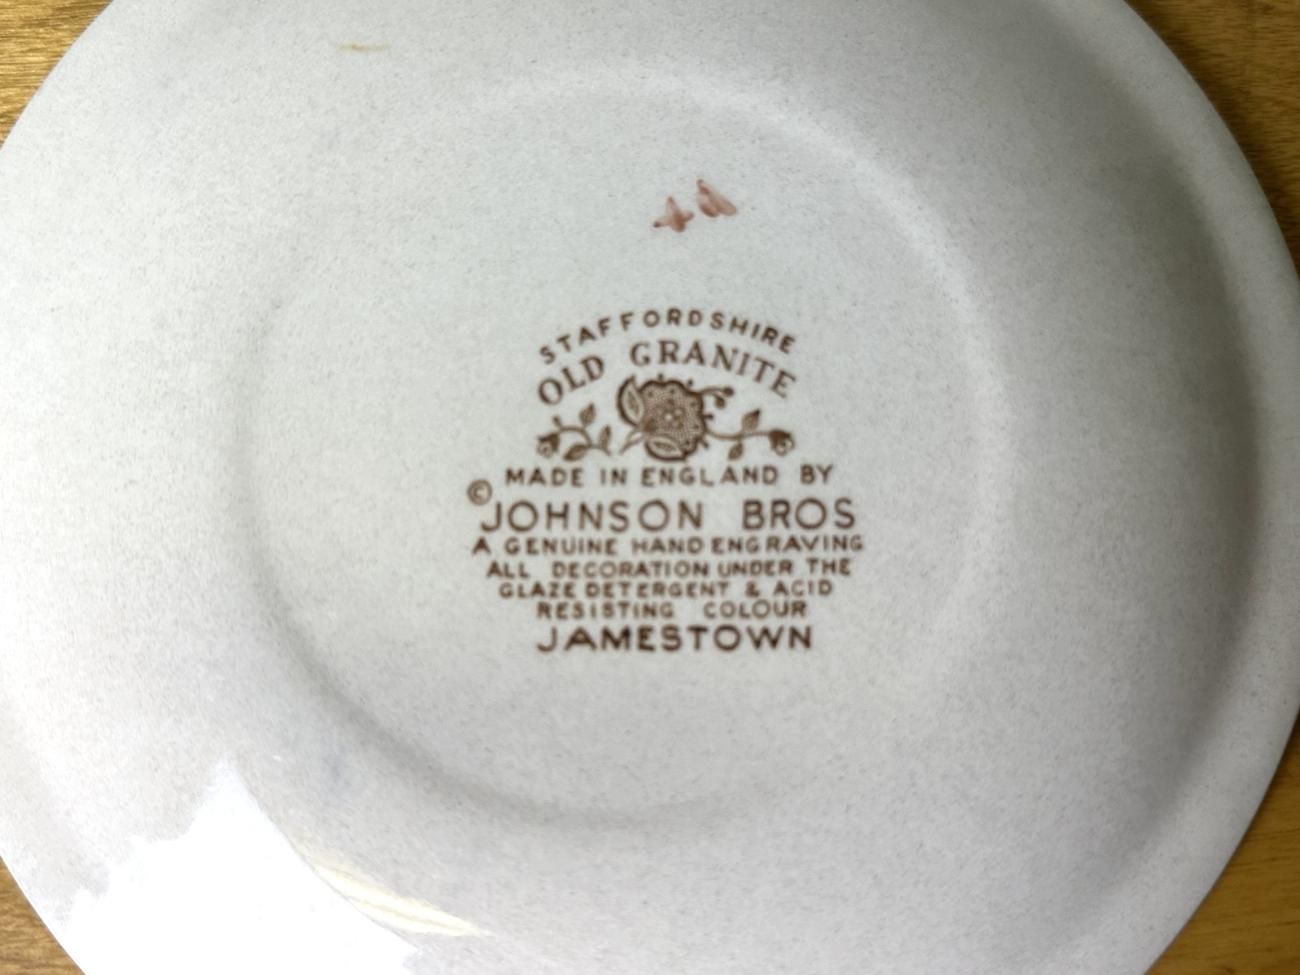 STAFFORDSHIRE
OLD GRANITE
MADE IN ENGLAND BY
© JOHNSON BROS
A GENUINE HAND ENGRAVING
ALL DECORATION UNDER THE
GLAZE DETERGENT & ACID
RESISTING COLOUR
JAMESTOWN